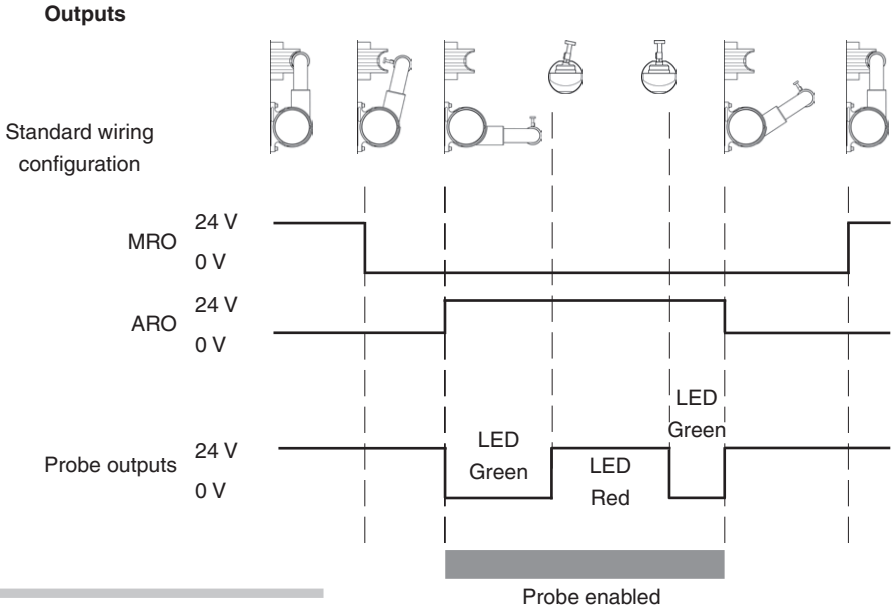 Outputs
Standard wiring
configuration
MRO
24 V
0 V
ARO
24 V
0 V
Probe outputs
24 V
0 V
LED
Green
LED
Red
LED
Green
Probe enabled